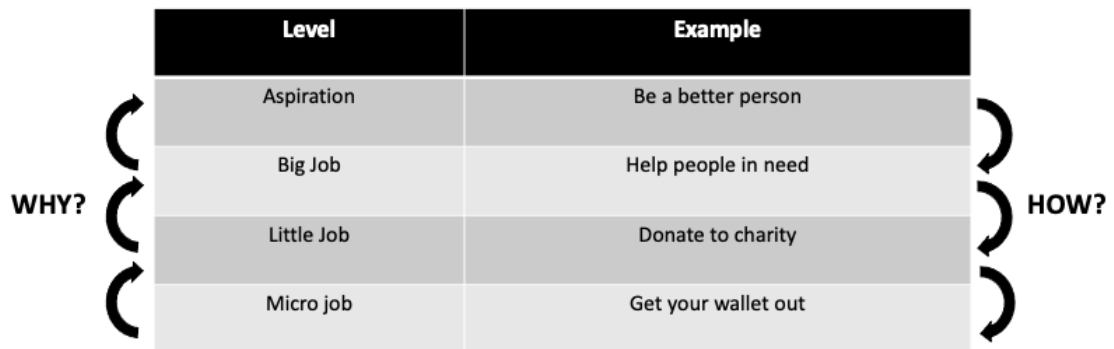 Level Example
Aspiration Be a better person
Big Job Help people in need
WHY? HOW?
Little Job Donate to charity
Micro job Get your wallet out